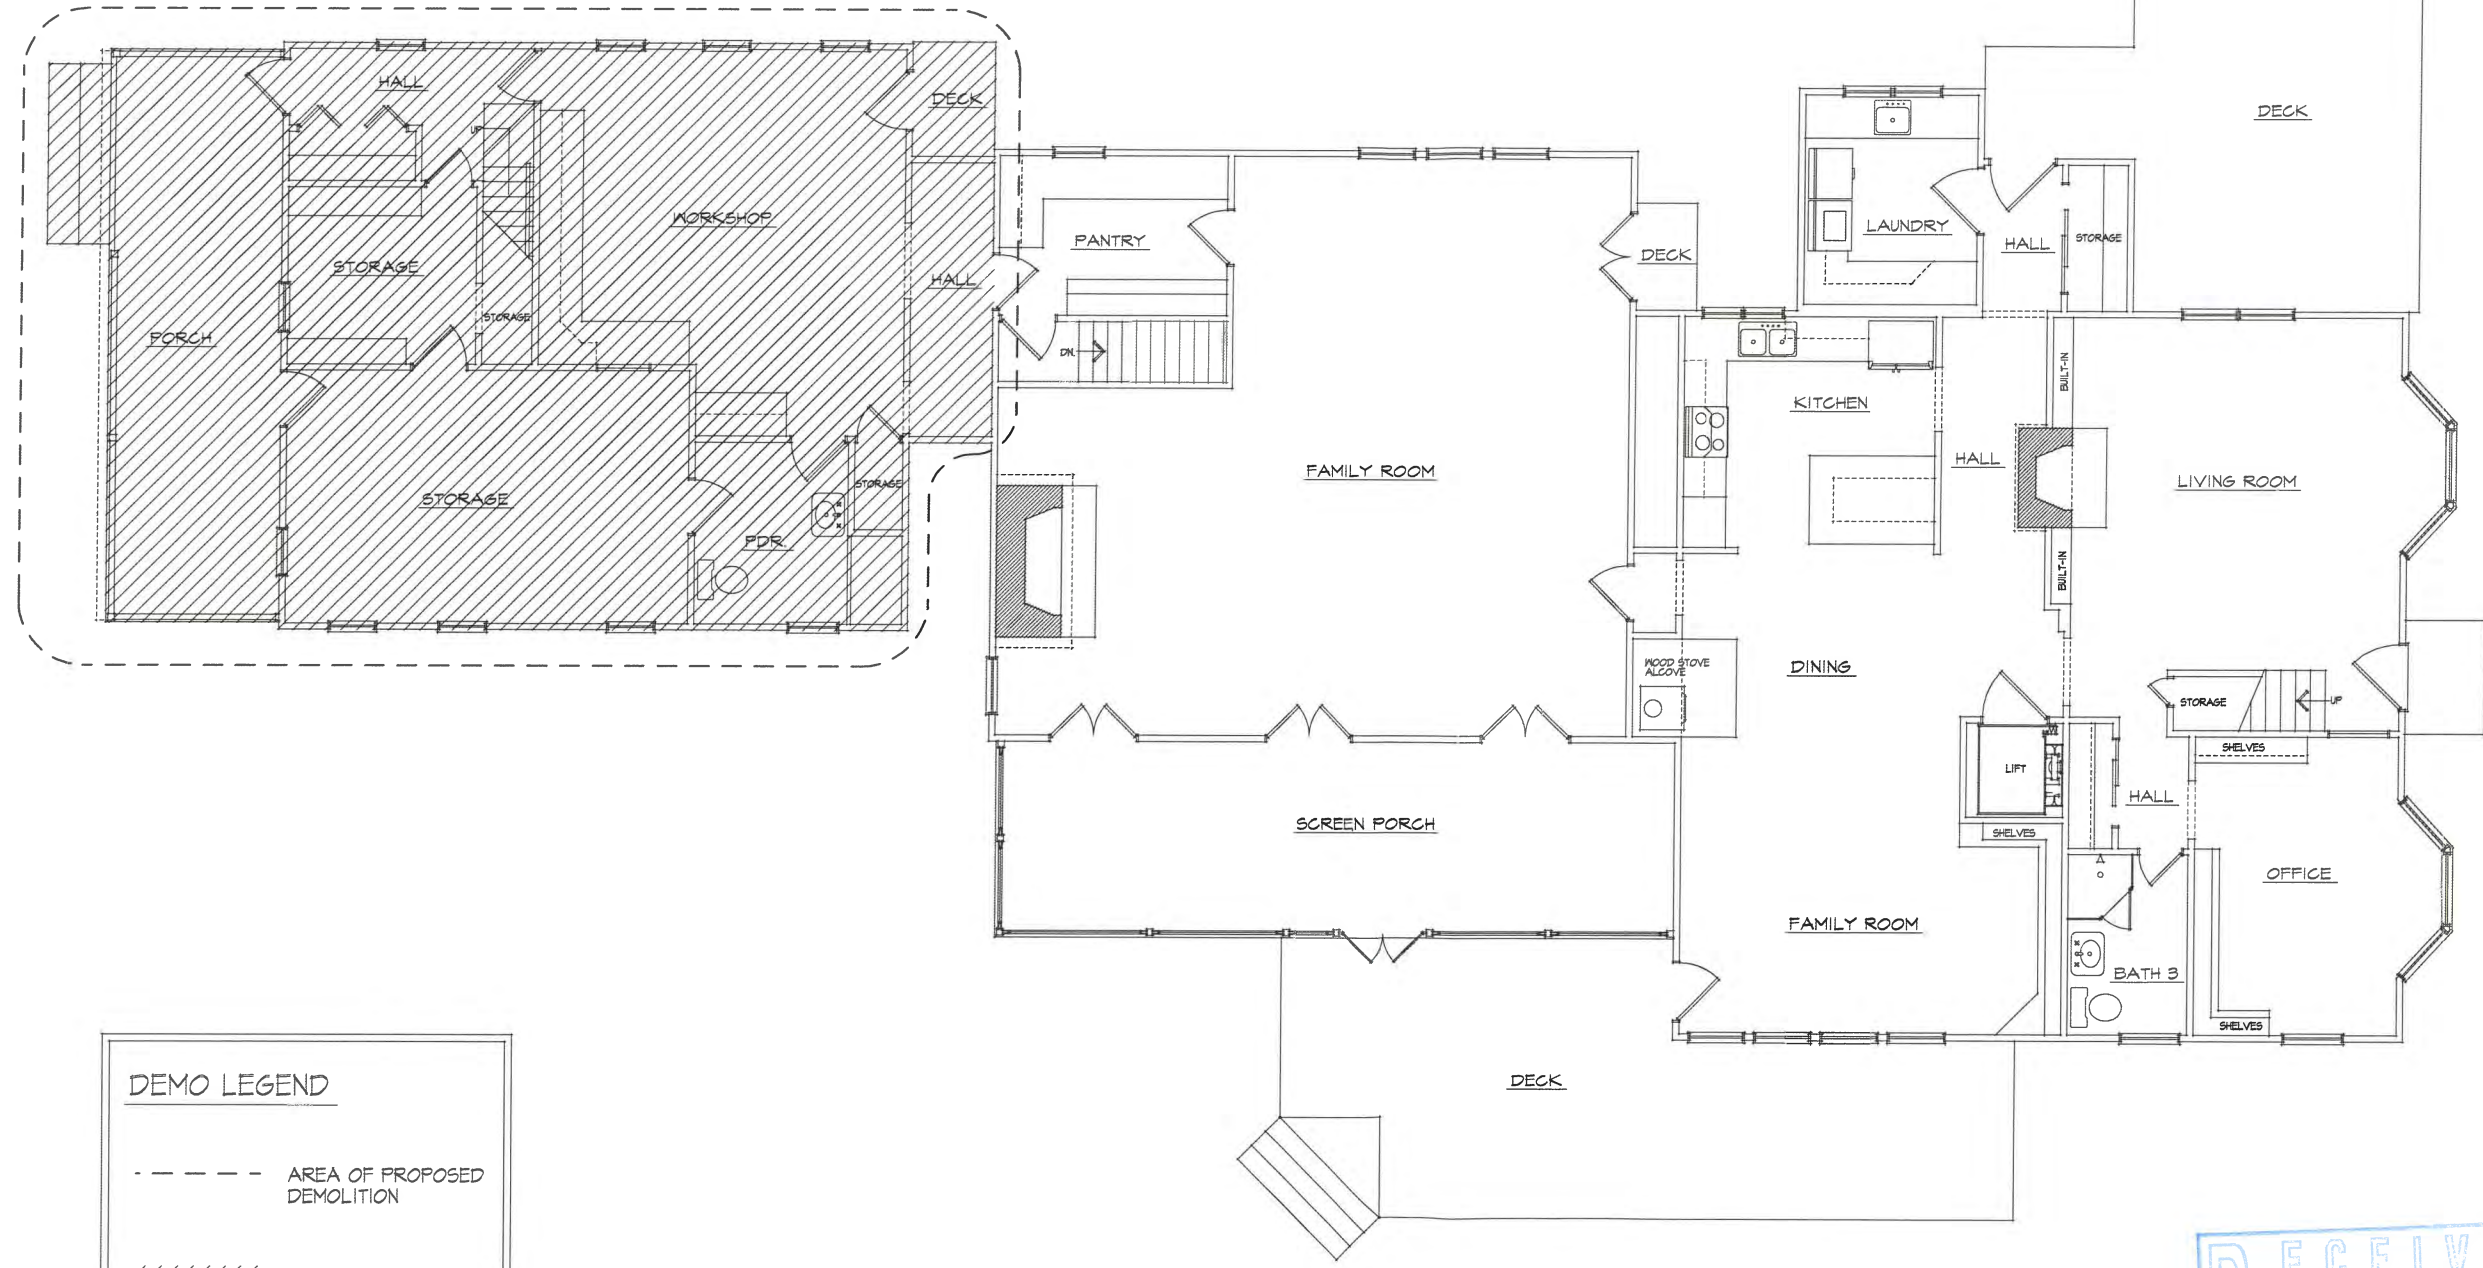 HALL
DECK
DECK
UP
WORKSHOP
LAUNDRY
PANTRY
HALL
STORAGE
DECK
STORAGE
HALL
STORAGE
PORCH
DN.
BUILT-IN
KITCHEN
FAMILY ROOM
HALL
LIVING ROOM
STORAGE
STORAGE
PDR.
BUILT-IN
WOOD STOVE
ALCOVE
DINING
STORAGE
UP
SHELVES
LIFT
HALL
SCREEN PORCH
SHELVES
OFFICE
FAMILY ROOM
BATH 3
SHELVES
DECK
DEMO LEGEND
AREA OF PROPOSED
DEMOLITION